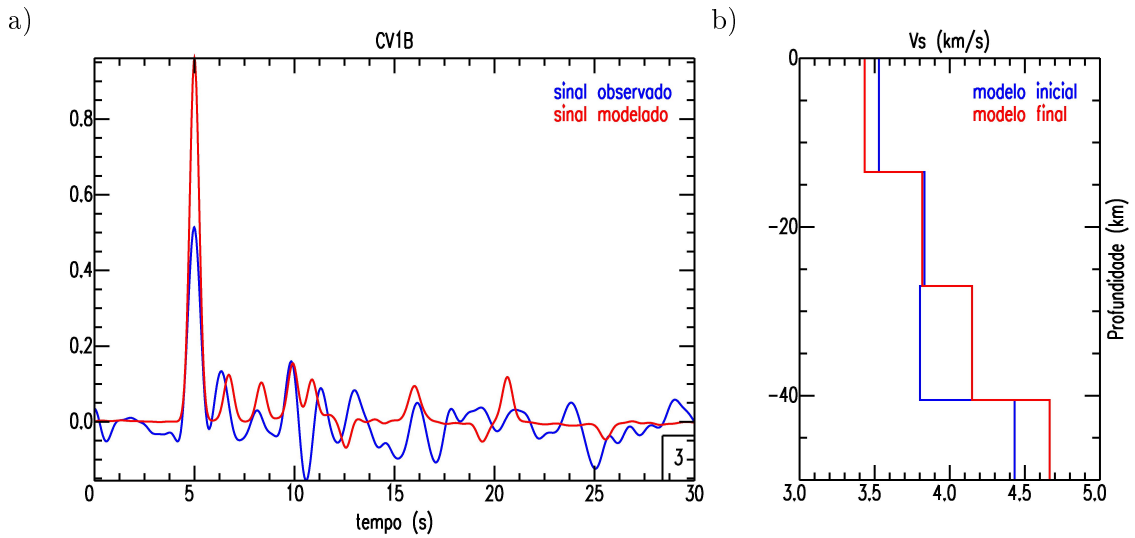 a)
CV1B
sinal observado
sinal modelado
0.8
0.6
0.4
0.2
0.0
3
0 5 10 15 20 25 30
tempo (s)
b)
Vs (km/s)
modelo inicial
modelo final
0
−20
−40
Profundidade (km)
3.0 3.5 4.0 4.5 5.0